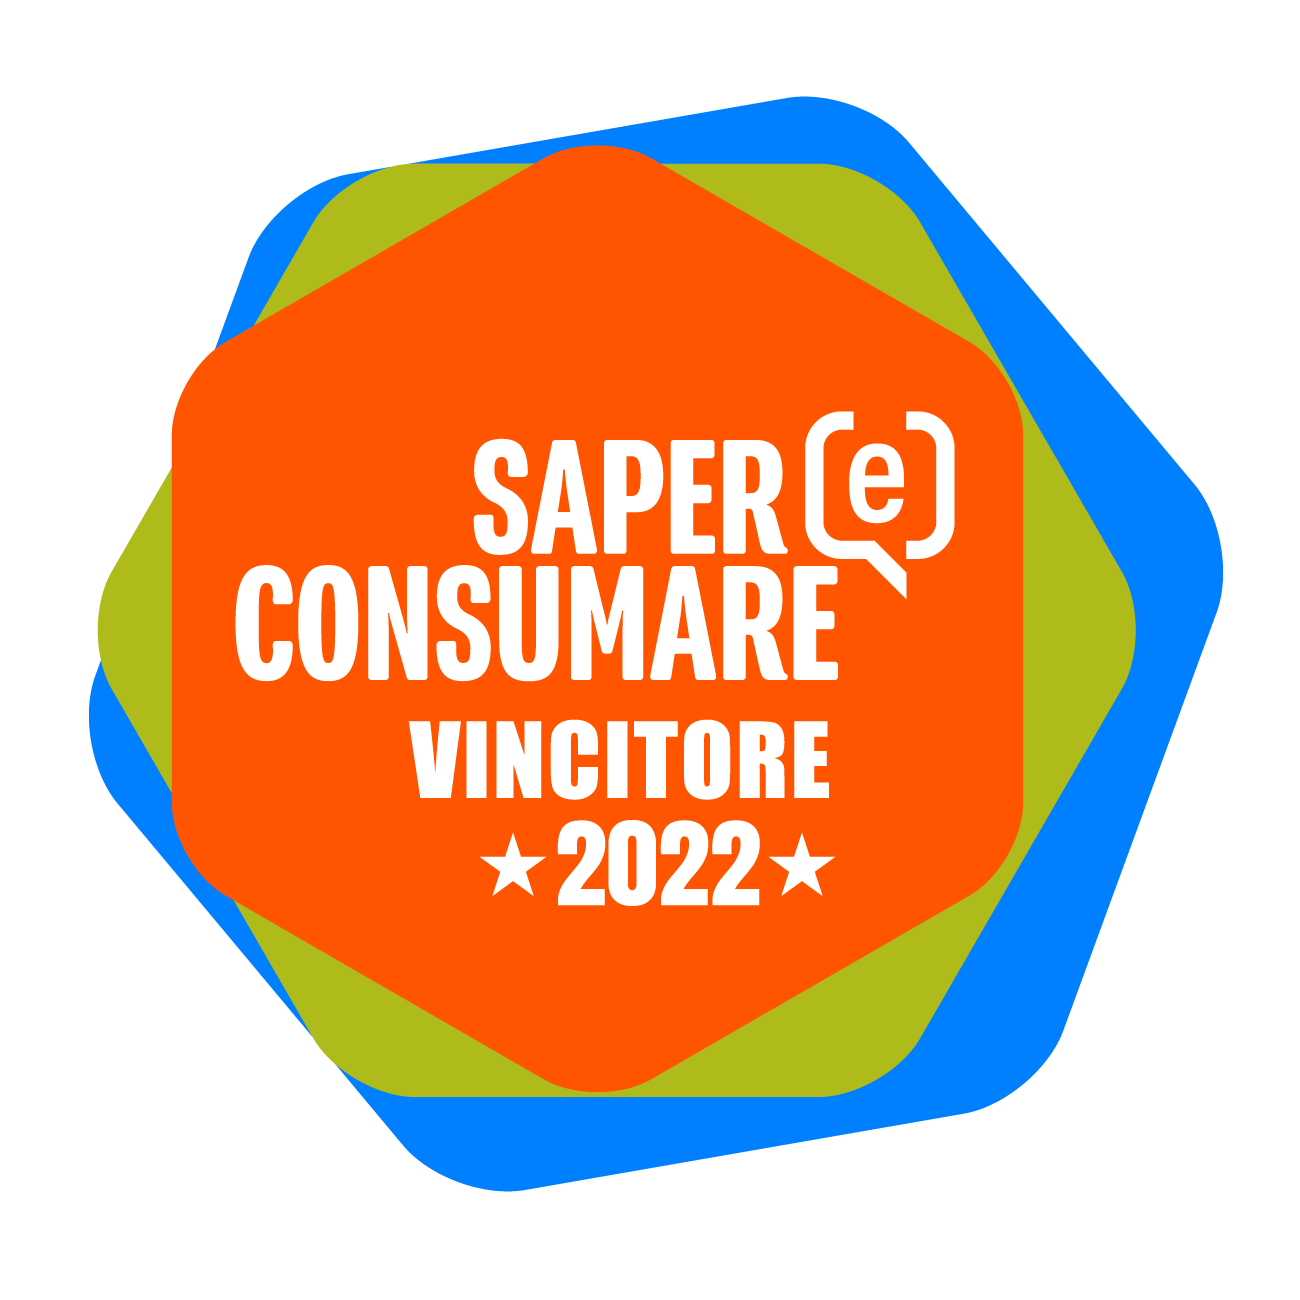 SAPER(e)
CONSUMARE
VINCITORE
★2022★